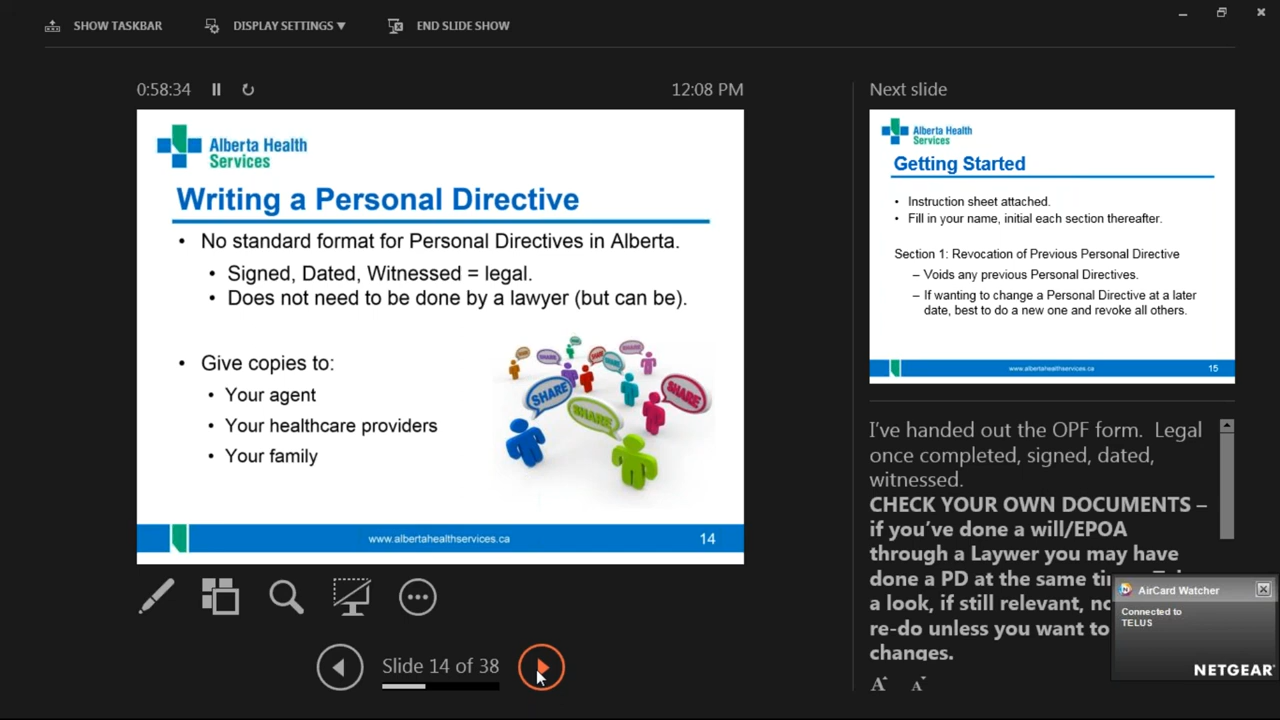 SHOW TASKBAR
DISPLAY SETTINGS ▼
END SLIDE SHOW
0:58:34
12:08 PM
Alberta Health
Services
Writing a Personal Directive
• No standard format for Personal Directives in Alberta.
• Signed, Dated, Witnessed = legal.
• Does not need to be done by a lawyer (but can be).
• Give copies to:
• Your agent
• Your healthcare providers
• Your family
SHARE
SHARE
SHARE
SHARE
SHARE
SHARE
www.albertahealthservices.ca
14
Slide 14 of 38
Next slide
Alberta Health
Services
Getting Started
• Instruction sheet attached.
• Fill in your name, initial each section thereafter.
Section 1: Revocation of Previous Personal Directive
– Voids any previous Personal Directives.
– If wanting to change a Personal Directive at a later
date, best to do a new one and revoke all others.
www.albertahealthservices.ca
15
I've handed out the OPF form. Legal
once completed, signed, dated,
witnessed.
CHECK YOUR OWN DOCUMENTS –
if you've done a will/EPOA
through a Laywer you may have
done a PD at the same
a look, if still relevant,
re-do unless you want to
changes.
A A
AirCard Watcher
Connected to
TELUS
NETGEAR